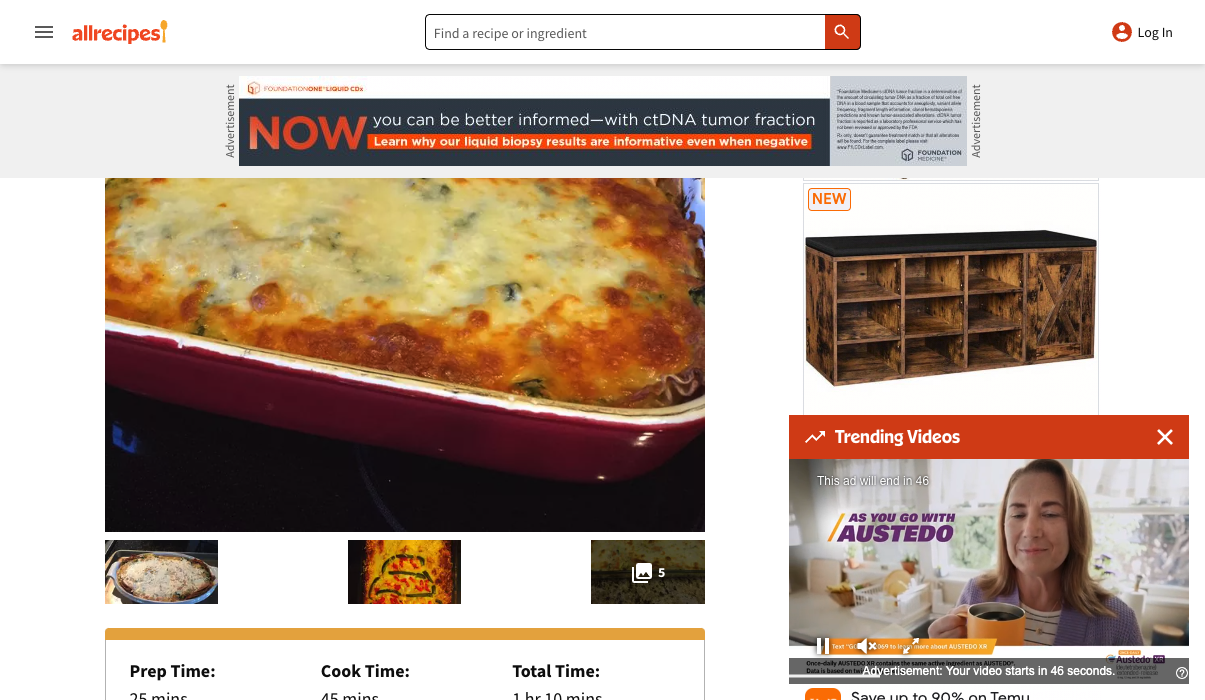 allrecipes
Find a recipe or ingredient
Log In
Advertisement
FOUNDATIONONE®LIQUID CDx
NOW you can be better informed—with ctDNA tumor fraction
Learn why our liquid biopsy results are informative even when negative
FOUNDATION
MEDICINE®
Advertisement
NEW
Trending Videos
This ad will end in 46
AS YOU GO WITH
AUSTEDO
5
Advertisement: Your video starts in 46 seconds.
Prep Time:
Cook Time:
Total Time:
25 mins
45 mins
1 hr 10 mins
Save up to 90% on Temu